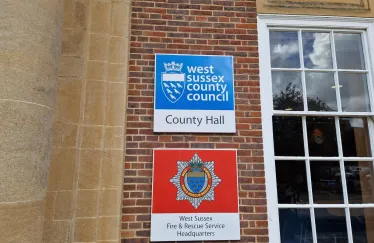 west
sussex
county
council
County Hall
West Sussex
Fire & Rescue Service
Headquarters